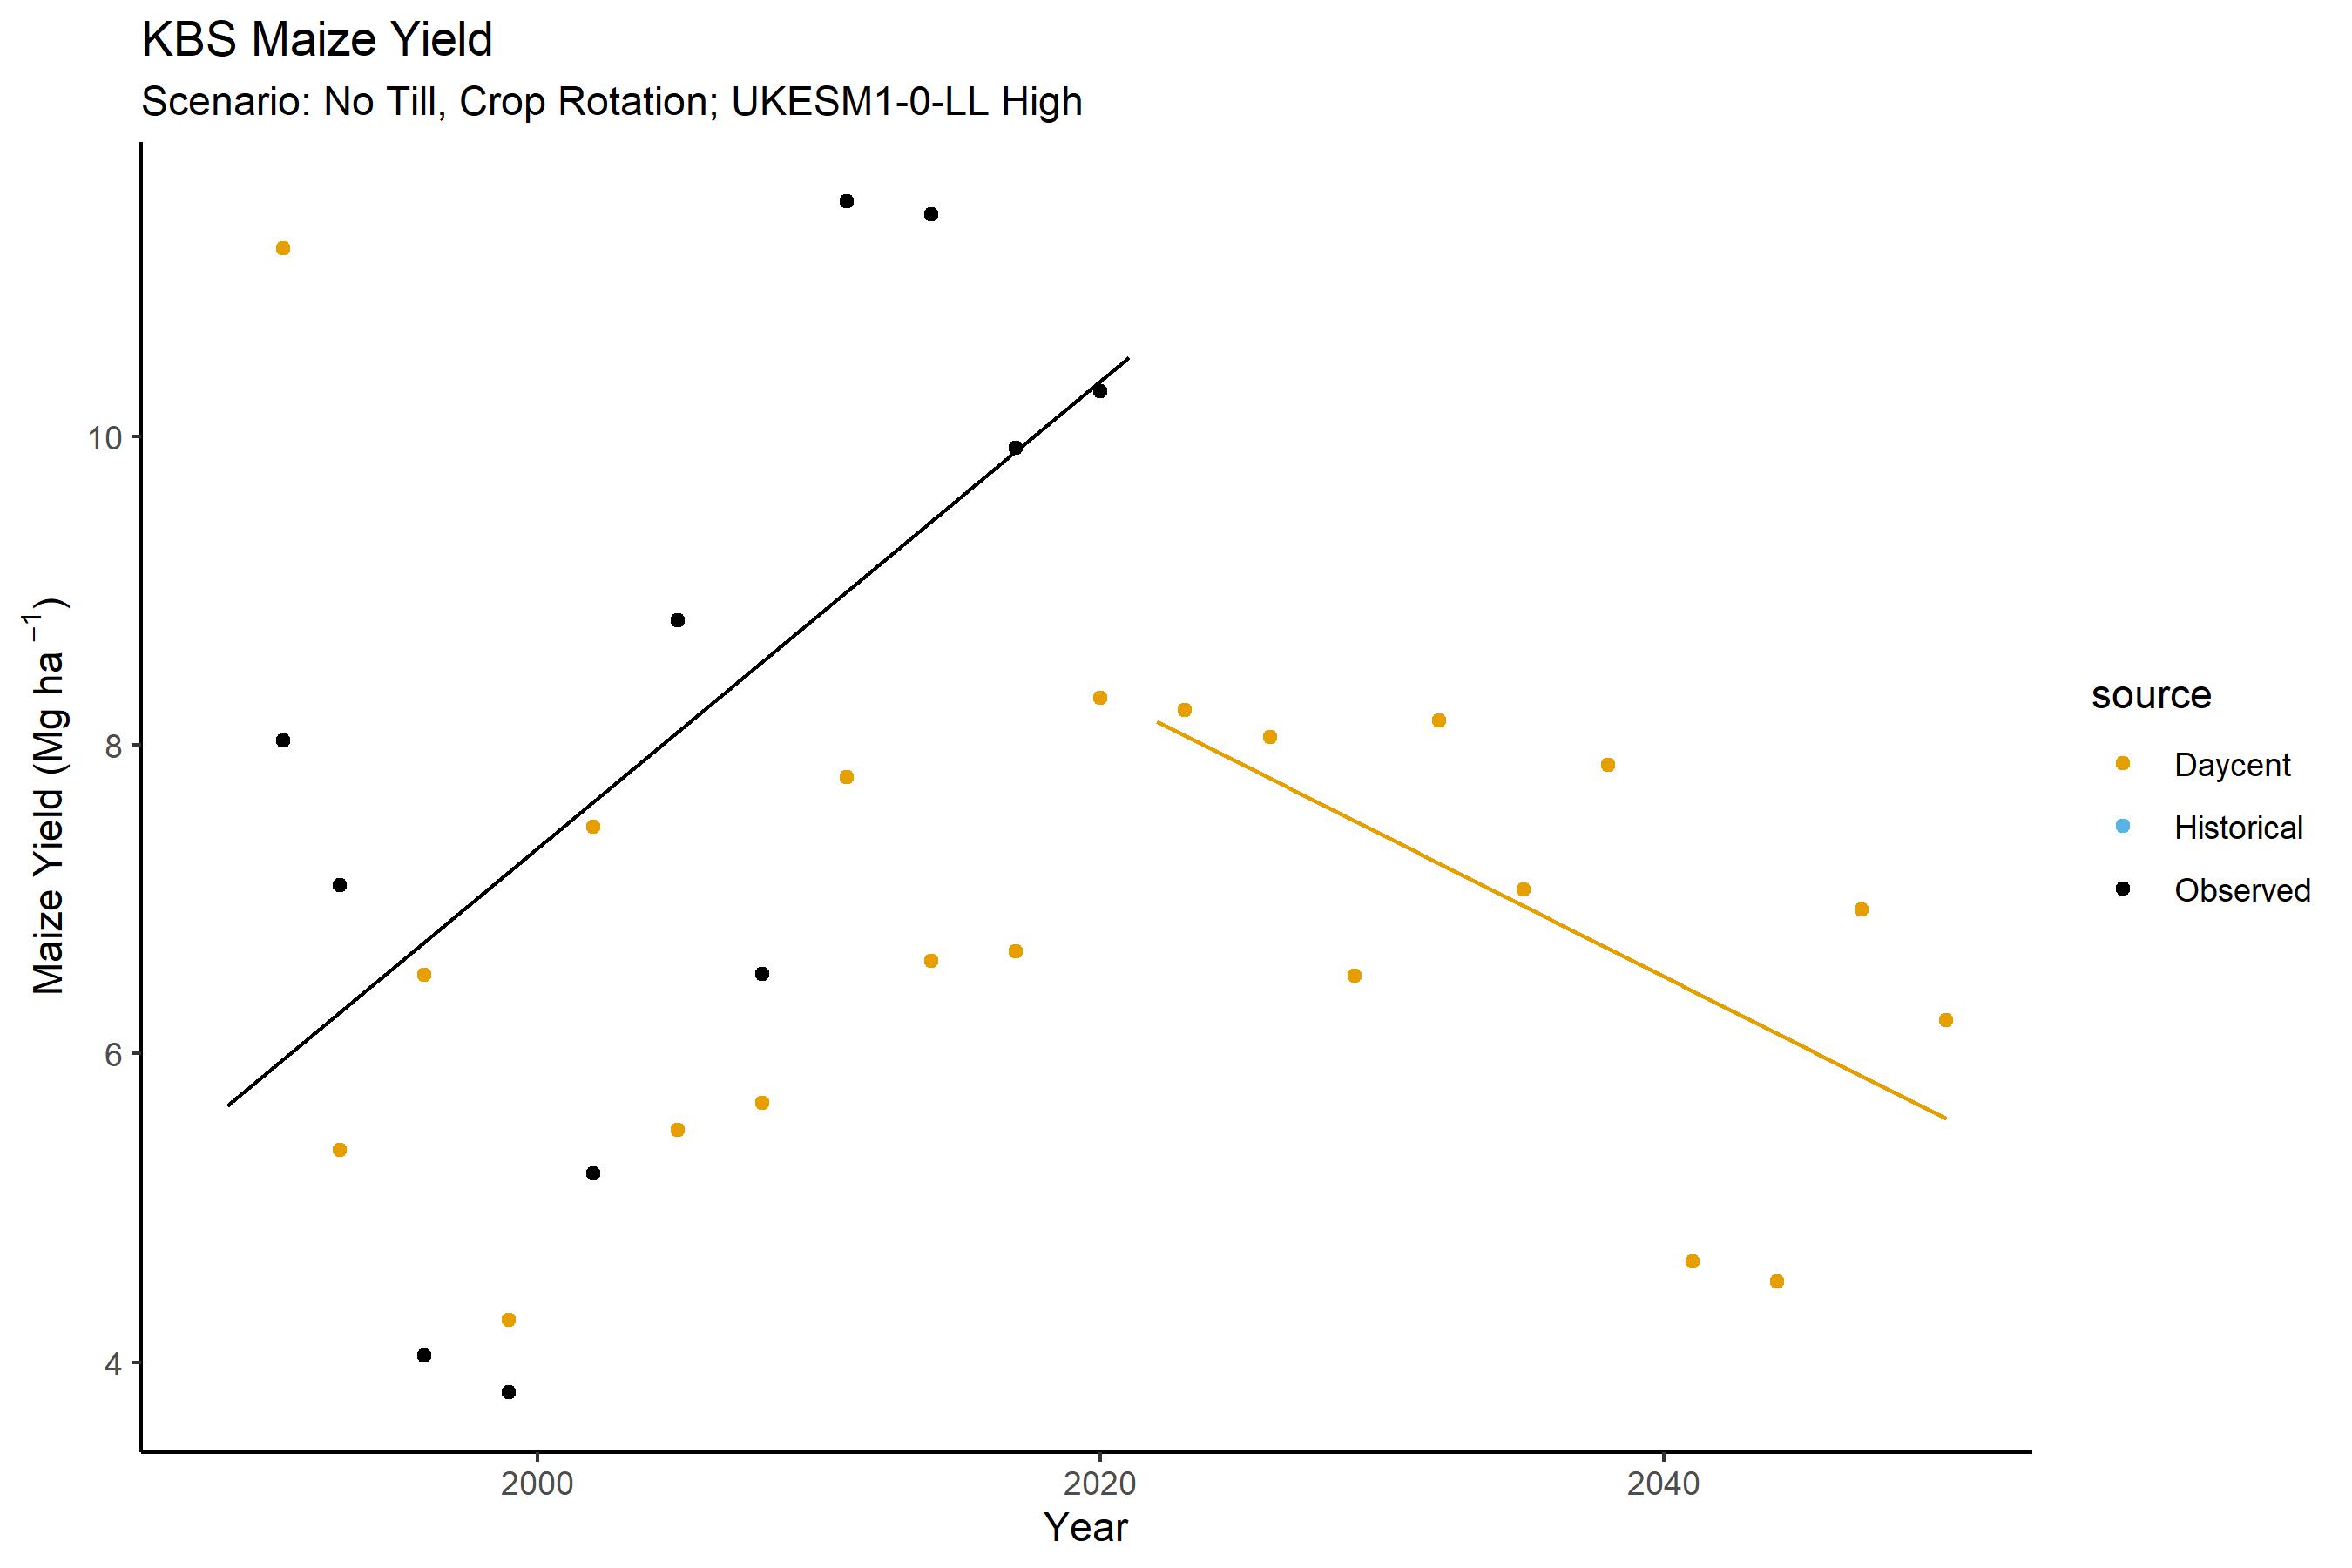 KBS Maize Yield
Scenario: No Till, Crop Rotation; UKESM1-0-LL High
Maize Yield (Mg ha ⁻¹)
10
8
6
4
2000
2020
2040
Year
source
Daycent
Historical
Observed